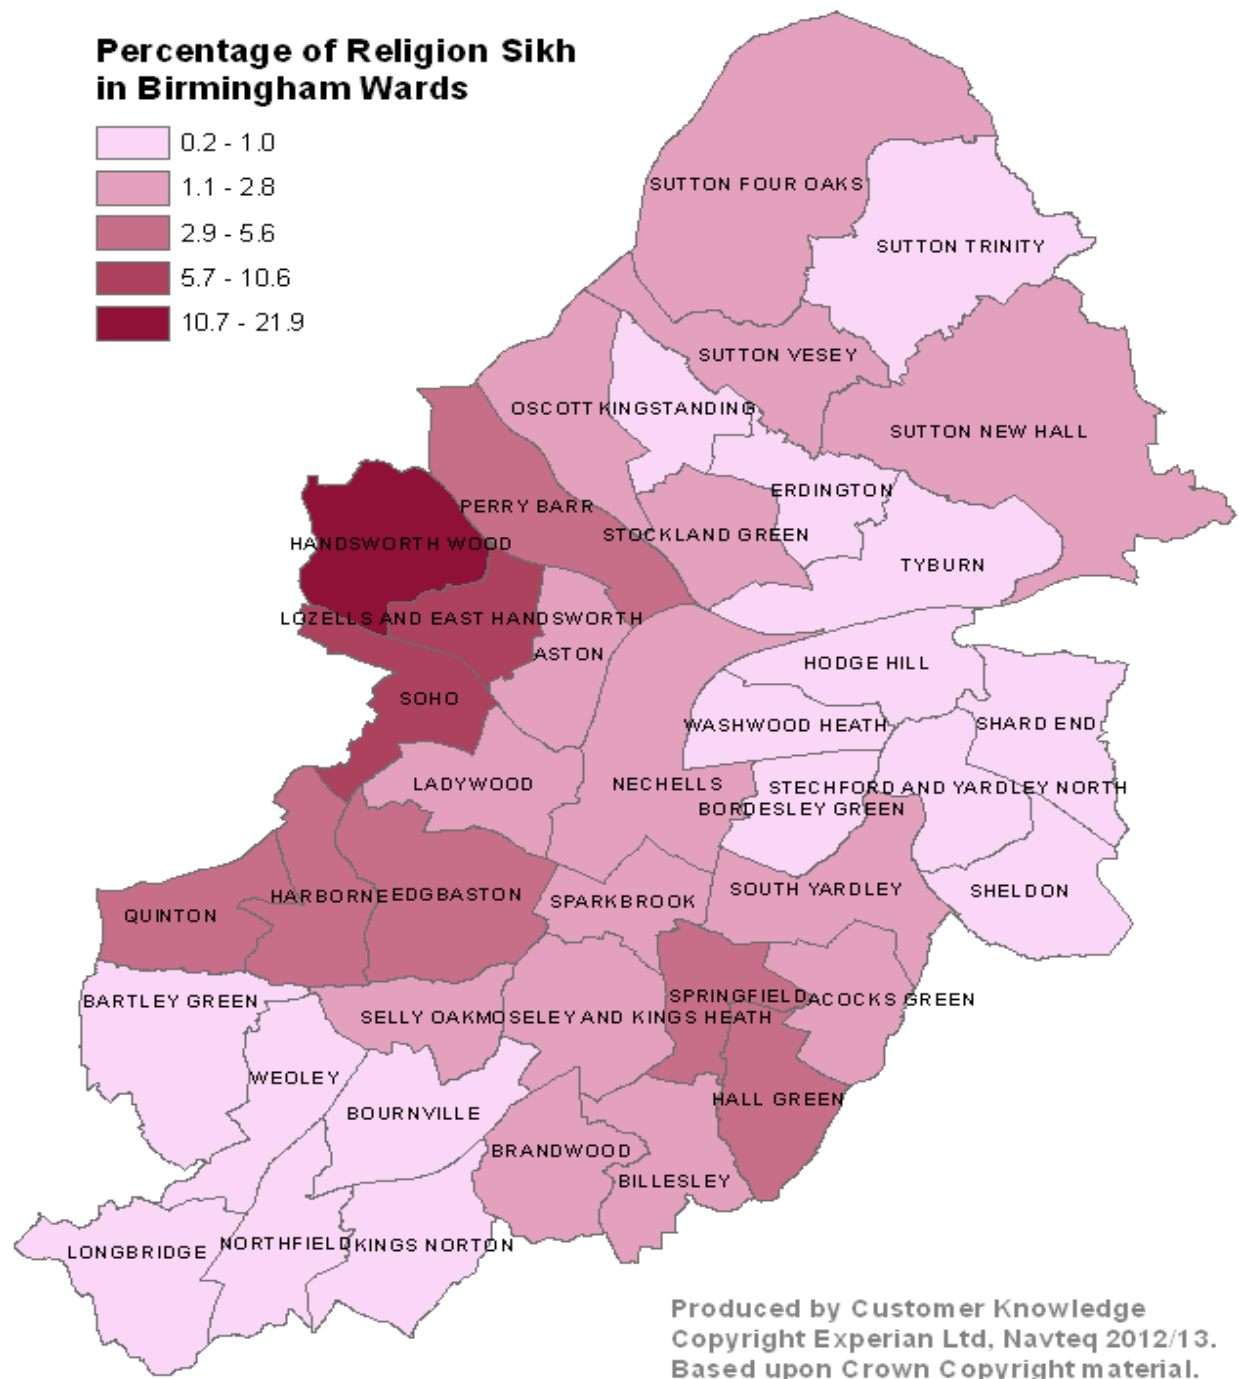 Percentage of Religion Sikh
in Birmingham Wards
0.2 - 1.0
1.1 - 2.8
2.9 - 5.6
5.7 - 10.6
10.7 - 21.9
SUTTON FOUR OAKS
SUTTON TRINITY
SUTTON VESEY
OSCOTT
KINGSTANDING
SUTTON NEW HALL
ERDINGTON
PERRY BARR
STOCKLAND GREEN
HANDSWORTH WOOD
TYBURN
LOZELLS AND EAST HANDSWORTH
ASTON
HODGE HILL
SOHO
WASHWOOD HEATH
SHARD END
LADYWOOD
NECHELLS
STECHFORD AND YARDLEY NORTH
BORDESLEY GREEN
QUINTON
HARBORNE
EDGBASTON
SPARKBROOK
SOUTH YARDLEY
SHELDON
BARTLEY GREEN
SELLY OAK
MOSELEY AND KINGS HEATH
SPRINGFIELD
ACOCKS GREEN
WEOLEY
BOURNVILLE
HALL GREEN
BRANDWOOD
BILLESLEY
LONGBRIDGE
NORTHFIELD
KINGS NORTON
Produced by Customer Knowledge
Copyright Experian Ltd, Navteq 2012/13.
Based upon Crown Copyright material.